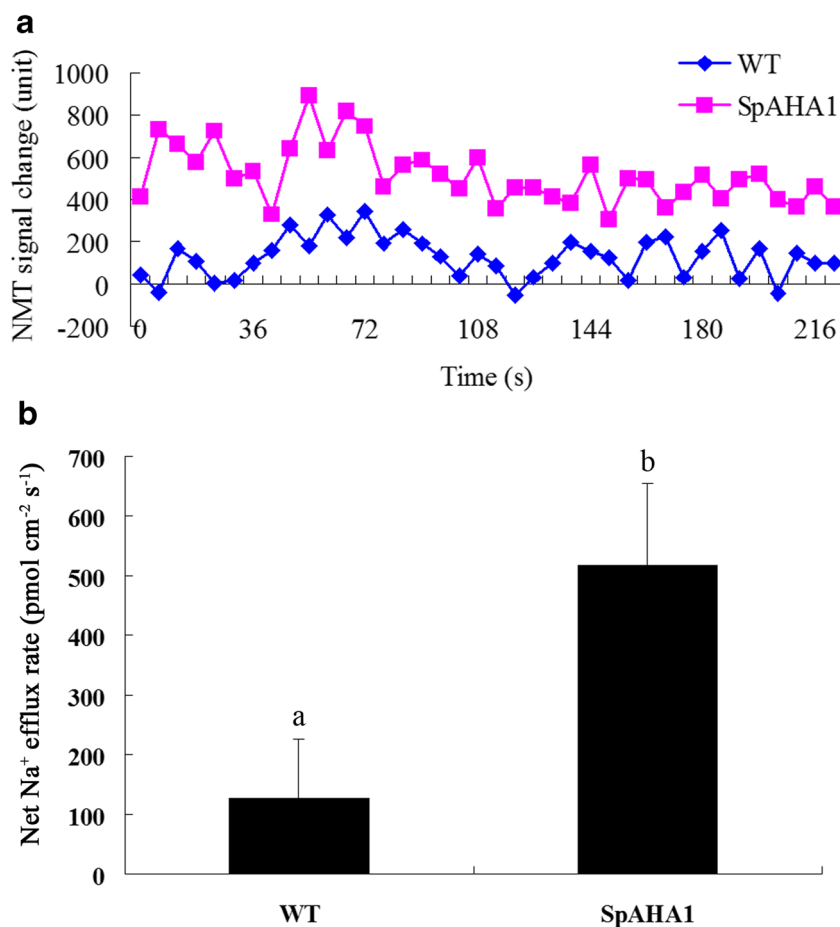 a
NMT signal change (unit)
1000
800
600
400
200
0
-200
WT
SpAHA1
0 36 72 108 144 180 216
Time (s)
b
Net Na⁺ efflux rate (pmol cm⁻² s⁻¹)
700
600
500
400
300
200
100
0
a
b
WT SpAHA1